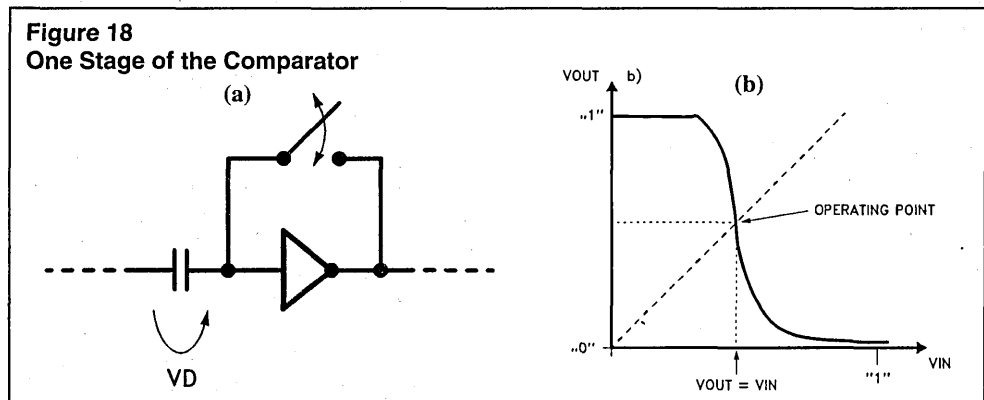 Figure 18
One Stage of the Comparator
(a)
VD
VOUT b) (b)
„1"
OPERATING POINT
„0"
VIN
"1"
VOUT = VIN